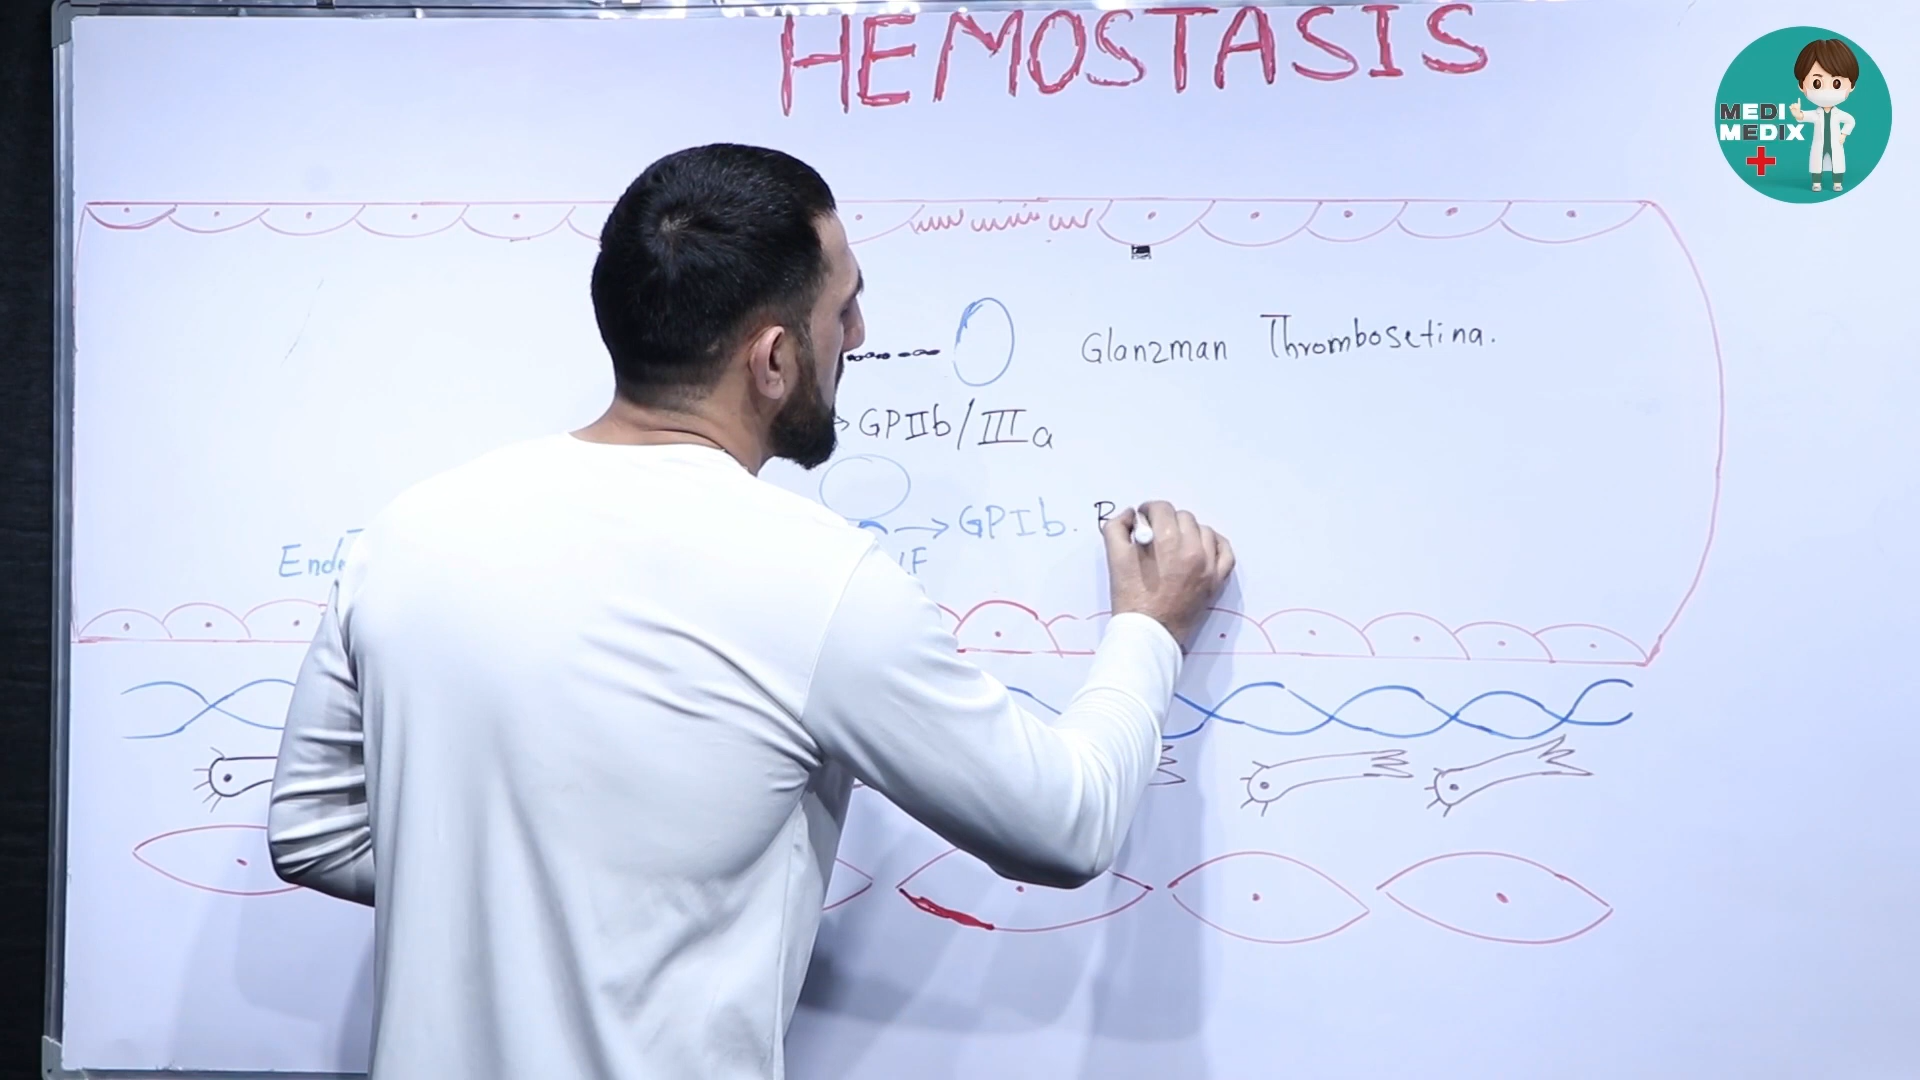 HEMOSTASIS
MEDI
MEDIX
Glanzman Thrombosetina.
GPIIb/IIIa
GPIb.